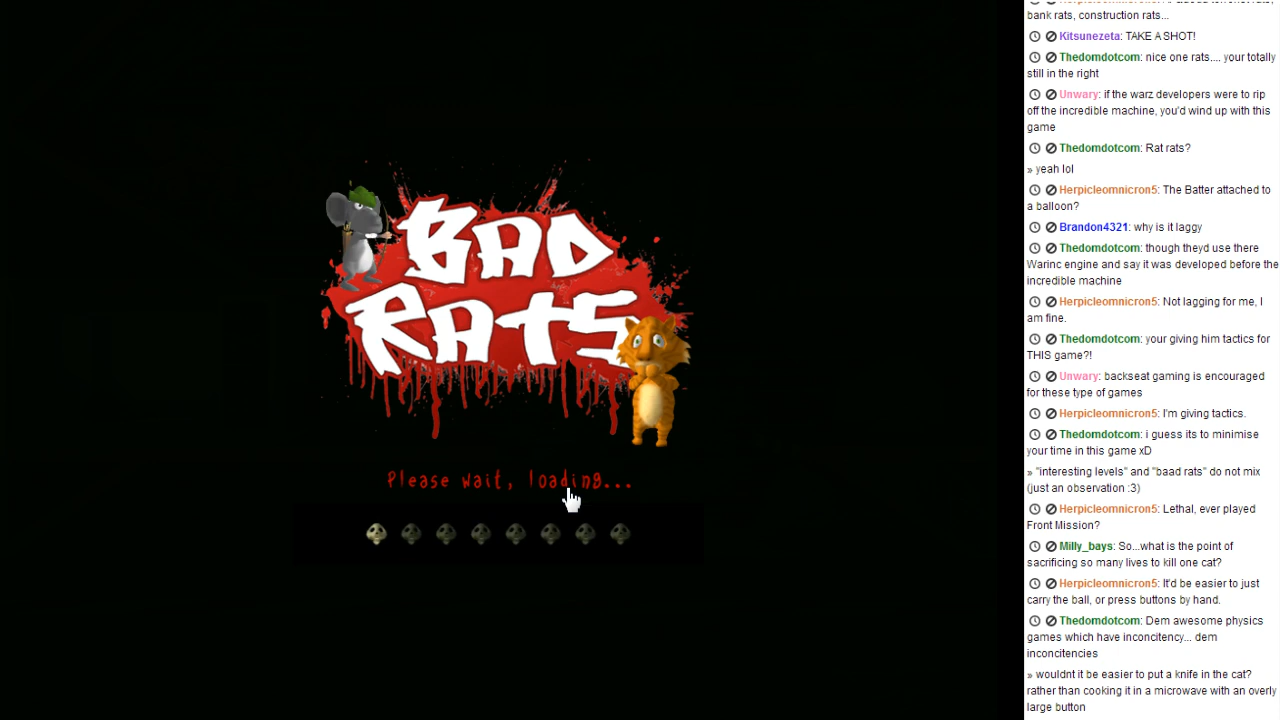 BAD
RATS
Please wait, loading...
bank rats, construction rats...
Kitsunezeta: TAKE A SHOT!
Thedomdotcom: nice one rats.... your totally
still in the right
Unwary: if the warz developers were to rip
off the incredible machine, you'd wind up with this
game
Thedomdotcom: Rat rats?
» yeah lol
Herpicleomnicron5: The Batter attached to
a balloon?
Brandon4321: why is it laggy
Thedomdotcom: though theyd use there
Warinc engine and say it was developed before the
incredible machine
Herpicleomnicron5: Not lagging for me, I
am fine.
Thedomdotcom: your giving him tactics for
THIS game?!
Unwary: backseat gaming is encouraged
for these type of games
Herpicleomnicron5: I'm giving tactics.
Thedomdotcom: i guess its to minimise
your time in this game xD
» "interesting levels" and "baad rats" do not mix
(just an observation :3)
Herpicleomnicron5: Lethal, ever played
Front Mission?
Milly_bays: So...what is the point of
sacrificing so many lives to kill one cat?
Herpicleomnicron5: It'd be easier to just
carry the ball, or press buttons by hand.
Thedomdotcom: Dem awesome physics
games which have inconcitency... dem
inconcitencies
» wouldnt it be easier to put a knife in the cat?
rather than cooking it in a microwave with an overly
large button